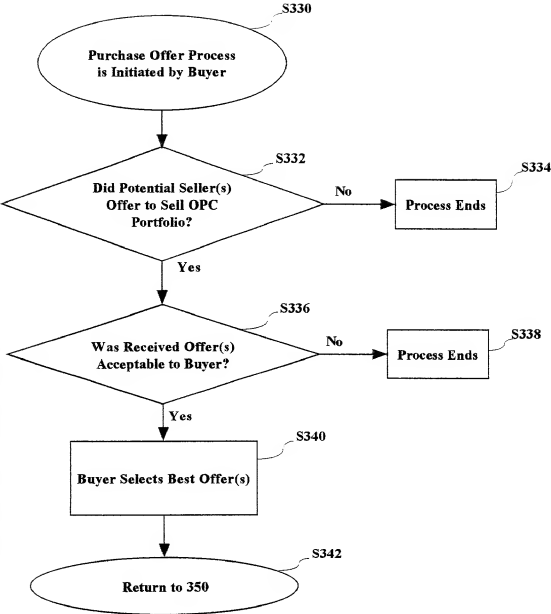 S330
Purchase Offer Process
is Initiated by Buyer
S332
Did Potential Seller(s)
Offer to Sell OPC
Portfolio?
No
S334
Process Ends
Yes
S336
Was Received Offer(s)
Acceptable to Buyer?
No
S338
Process Ends
Yes
S340
Buyer Selects Best Offer(s)
S342
Return to 350